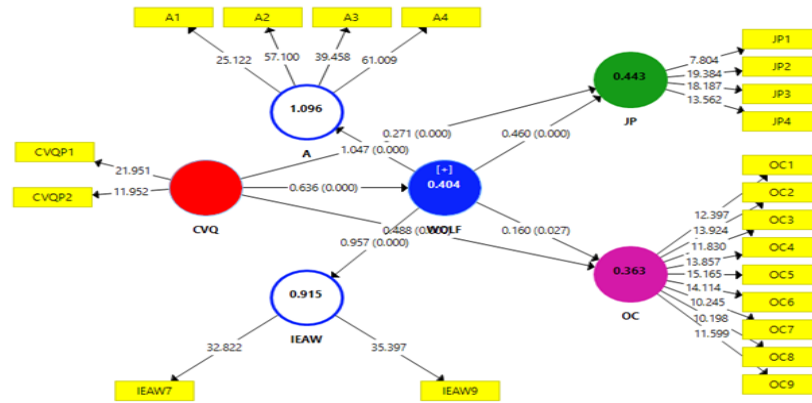 A1 A2 A3 A4
25.122 57.100 39.458 61.009
1.096
A
CVQP1
CVQP2
21.951
11.952
CVQ
0.271 (0.000)
1.047 (0.000)
0.460 (0.000)
0.636 (0.000)
[+]
0.404
WOLF
0.957 (0.000)
0.160 (0.027)
0.443
JP
7.804
19.384
18.187
13.562
JP1
JP2
JP3
JP4
0.363
OC
12.397
13.924
11.830
13.857
15.165
14.114
10.245
10.198
11.599
OC1
OC2
OC3
OC4
OC5
OC6
OC7
OC8
OC9
0.915
IEAW
32.822 35.397
IEAW7 IEAW9